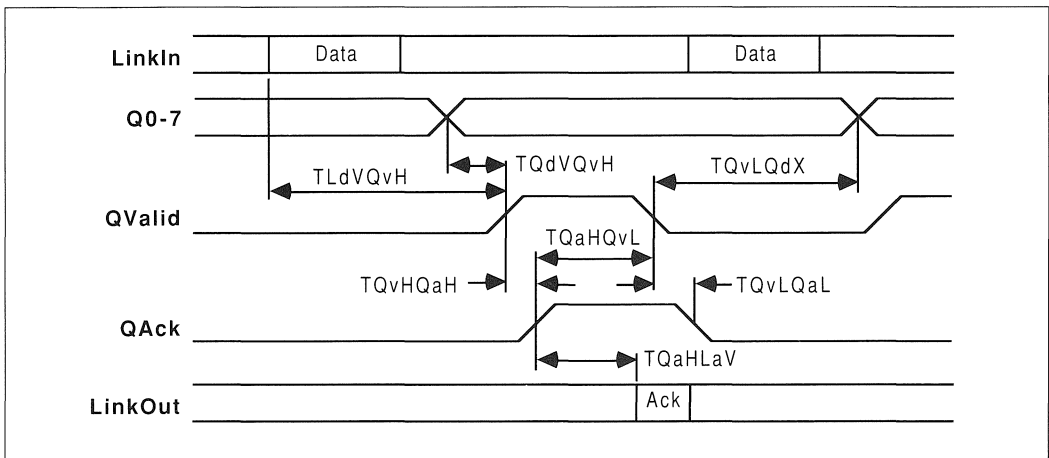 LinkIn Data Data
Q0-7
TQdVQvH TQvLQdX
TLdVQvH
QValid
TQaHQvL
TQvHQaH TQvLQaL
QAck
TQaHLaV
LinkOut Ack